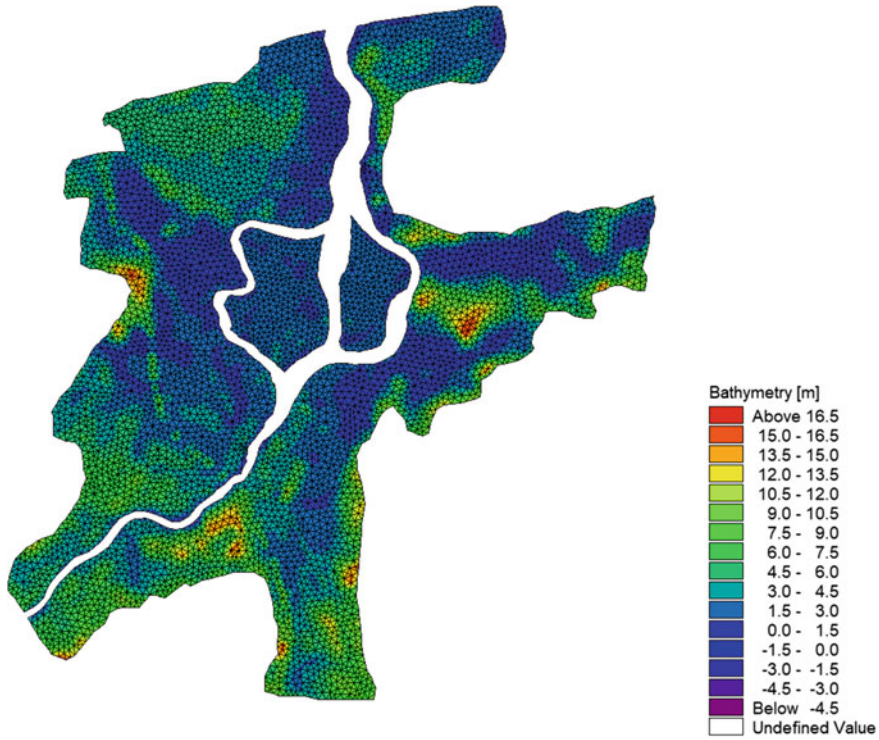 Bathymetry [m]
Above 16.5
15.0 - 16.5
13.5 - 15.0
12.0 - 13.5
10.5 - 12.0
9.0 - 10.5
7.5 - 9.0
6.0 - 7.5
4.5 - 6.0
3.0 - 4.5
1.5 - 3.0
0.0 - 1.5
-1.5 - 0.0
-3.0 - -1.5
-4.5 - -3.0
Below -4.5
Undefined Value